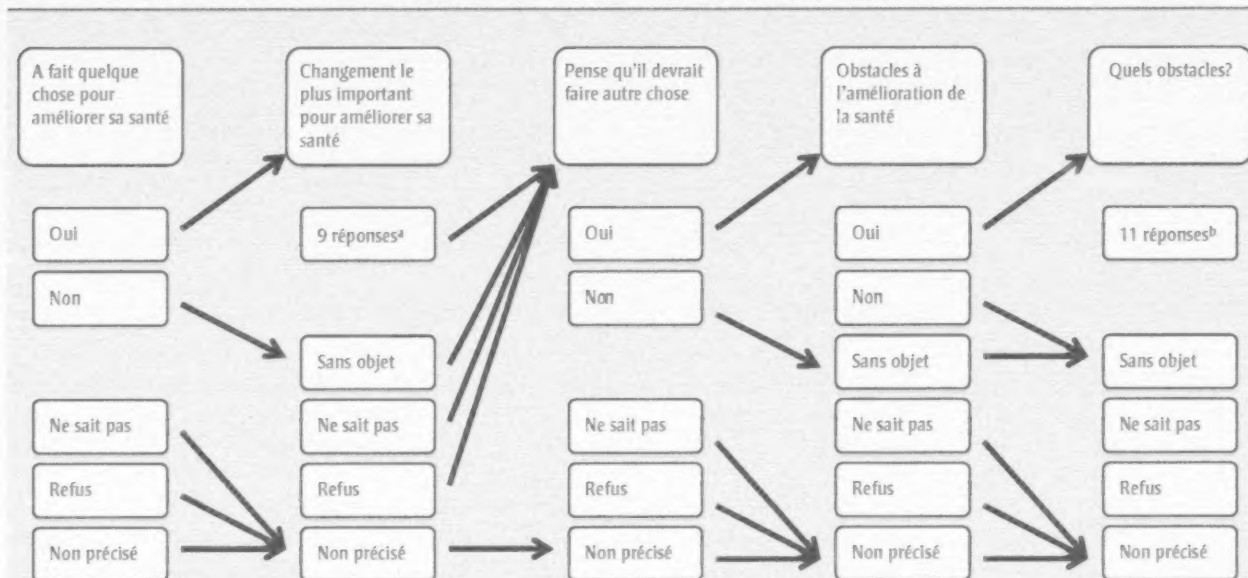 A fait quelque
chose pour
améliorer sa santé
Changement le
plus important
pour améliorer sa
santé
Pense qu'il devrait
faire autre chose
Obstacles à
l'amélioration de
la santé
Quels obstacles?
Oui
9 réponsesᵃ
Oui
Oui
11 réponsesᵇ
Non
Non
Non
Sans objet
Sans objet
Sans objet
Ne sait pas
Ne sait pas
Ne sait pas
Ne sait pas
Ne sait pas
Refus
Refus
Refus
Refus
Refus
Non précisé
Non précisé
Non précisé
Non précisé
Non précisé